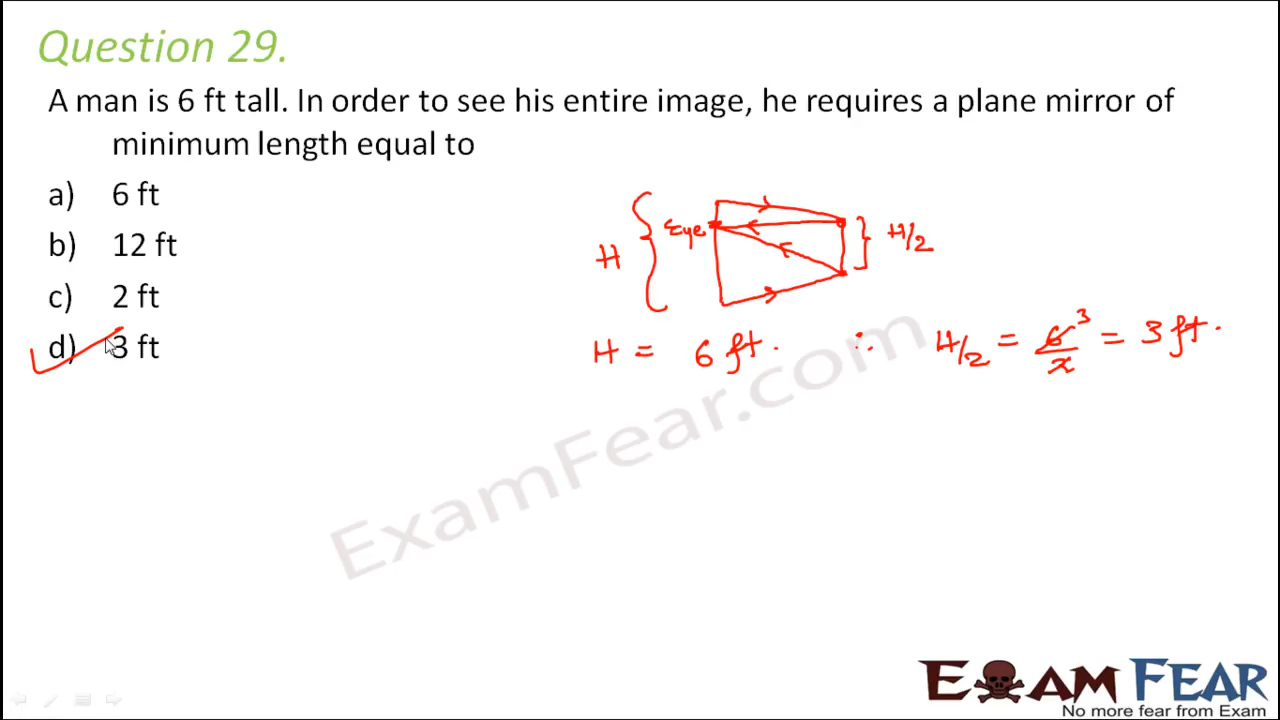 Question 29.
A man is 6 ft tall. In order to see his entire image, he requires a plane mirror of
minimum length equal to
a) 6 ft
b) 12 ft
c) 2 ft
d) 3 ft
H { Eye } H/2
H = 6 ft. ∴ H/2 = 6/2 3 = 3 ft.
ExamFear.com
EXAM FEAR
No more fear from Exam